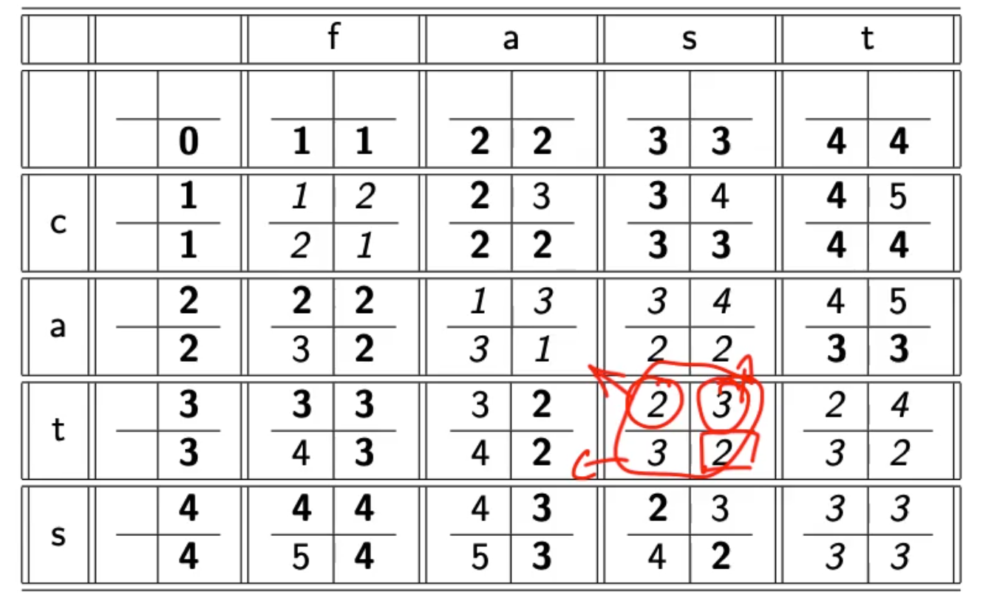 f a s t
0 1 1 2 2 3 3 4 4
1 1 2 2 3 3 4 4 5
c
1 2 1 2 2 3 3 4 4
2 2 2 1 3 3 4 4 5
a
2 3 2 3 1 2 2 3 3
3 3 3 3 2 2 3 2 4
t
3 4 3 4 2 3 2 3 2
4 4 4 4 3 2 3 3 3
s
4 5 4 5 3 4 2 3 3